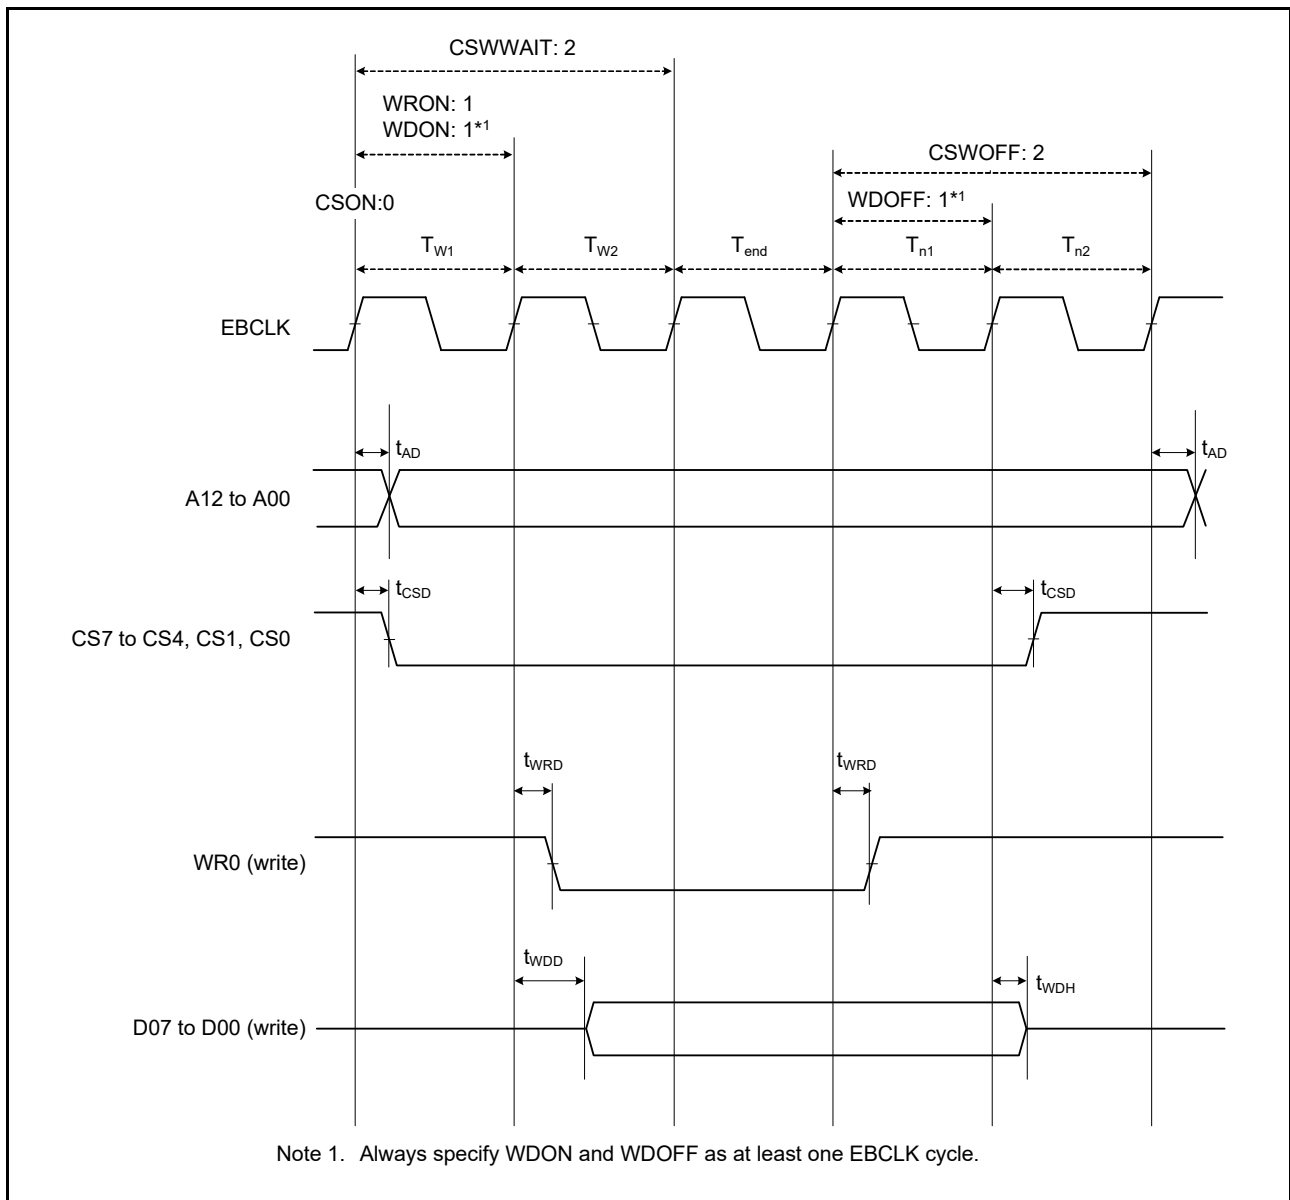 CSWWAIT: 2
WRON: 1
WDON: 1*1
CSWOFF: 2
WDOFF: 1*1
CSON:0
TW1
TW2
Tend
Tn1
Tn2
EBCLK
tAD
tAD
A12 to A00
tCSD
tCSD
CS7 to CS4, CS1, CS0
tWRD
tWRD
WR0 (write)
tWDD
tWDH
D07 to D00 (write)
Note 1. Always specify WDON and WDOFF as at least one EBCLK cycle.